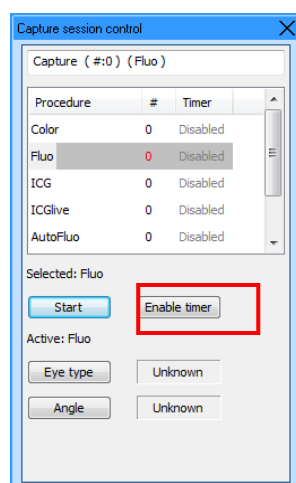 Capture session control
Capture ( #:0 ) ( Fluo )
Procedure # Timer
Color 0 Disabled
Fluo 0 Disabled
ICG 0 Disabled
ICGlive 0 Disabled
AutoFluo 0 Disabled
Selected: Fluo
Start Enable timer
Active: Fluo
Eye type Unknown
Angle Unknown